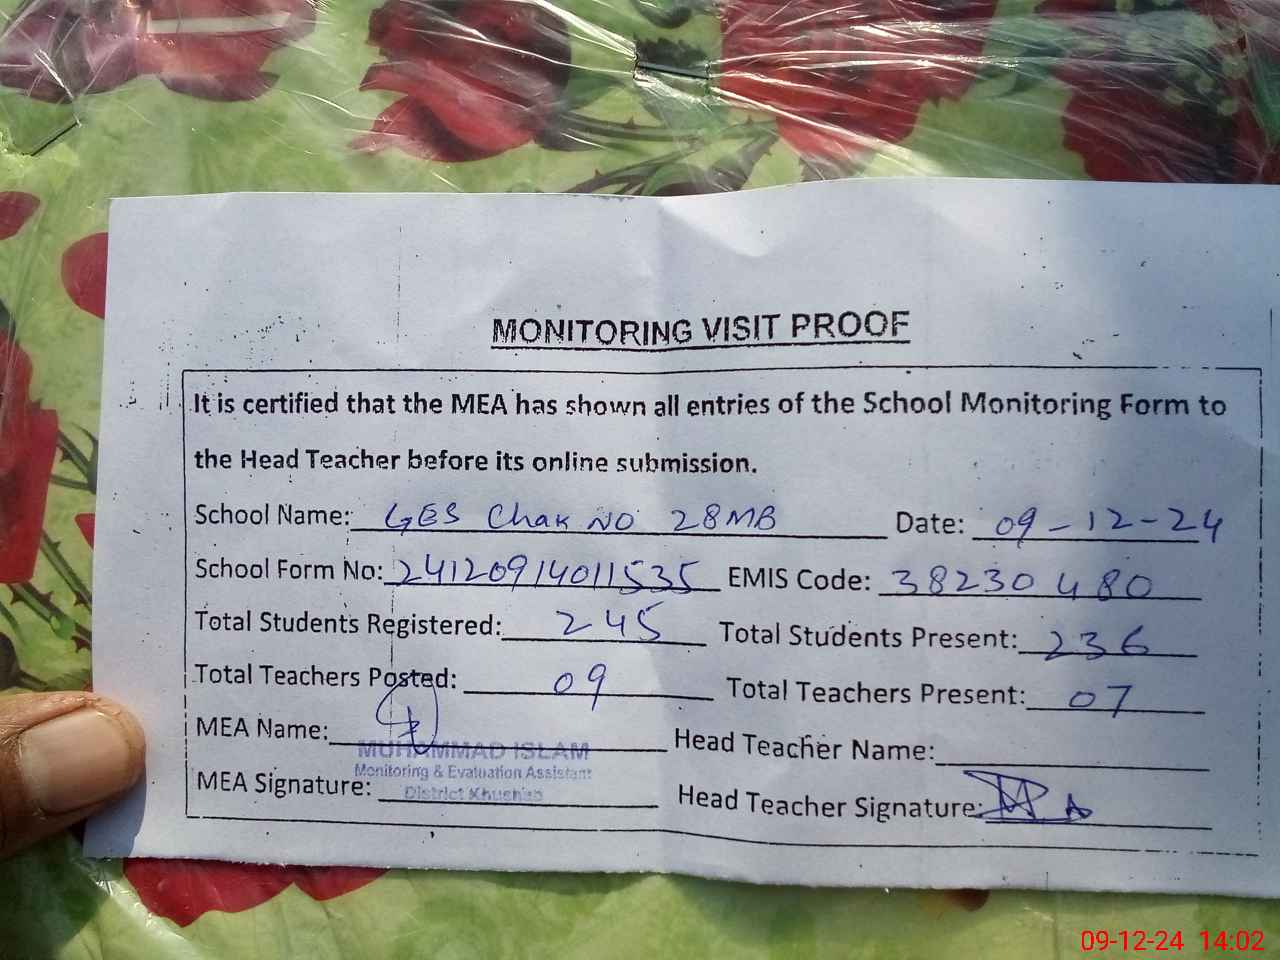 MONITORING VISIT PROOF
It is certified that the MEA has shown all entries of the School Monitoring Form to
the Head Teacher before its online submission.
School Name: GES Chak NO 28MB Date: 09-12-24
School Form No: 24120914011535 EMIS Code: 38230480
Total Students Registered: 245 Total Students Present: 236
Total Teachers Posted: 09 Total Teachers Present: 07
MEA Name: Head Teacher Name:
MUHAMMAD ISLAM
Monitoring & Evaluation Assistant
MEA Signature: District Khushab Head Teacher Signature:
09-12-24 14:02